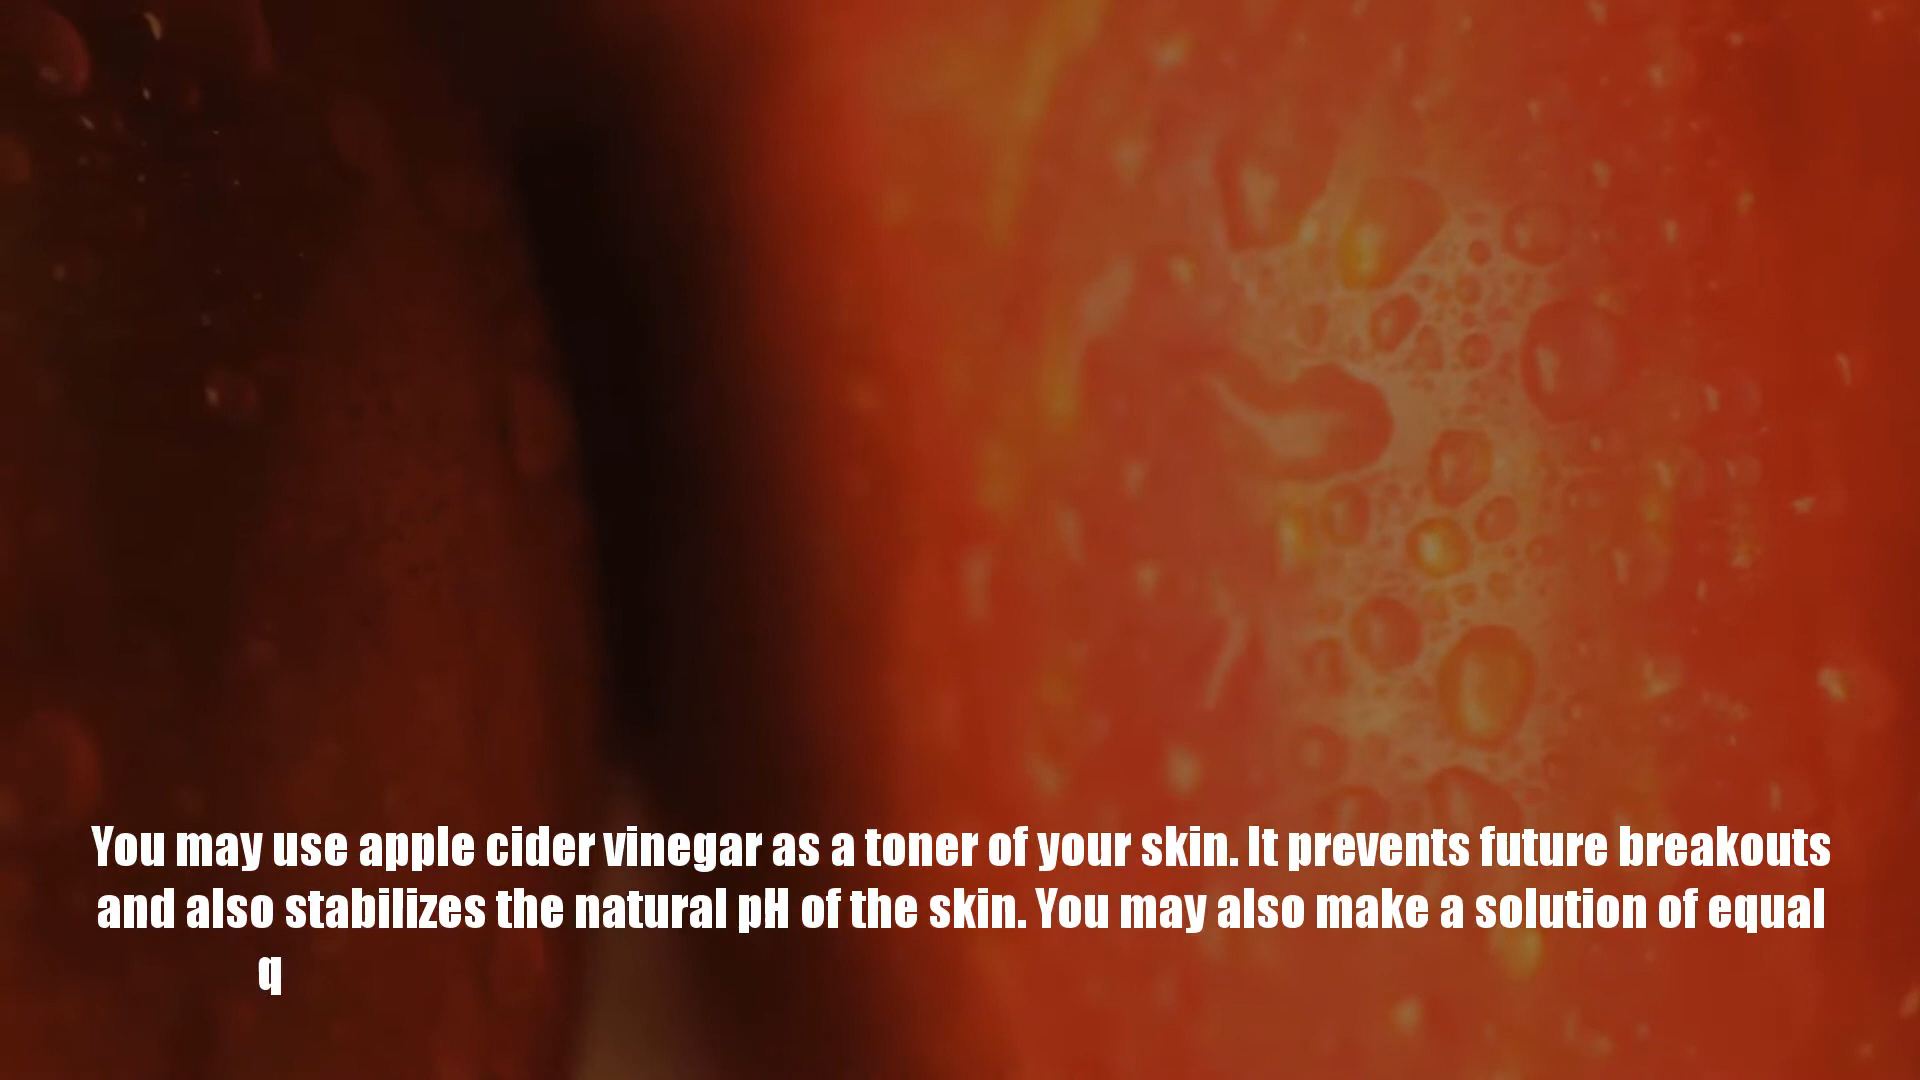 You may use apple cider vinegar as a toner of your skin. It prevents future breakouts
and also stabilizes the natural pH of the skin. You may also make a solution of equal
q